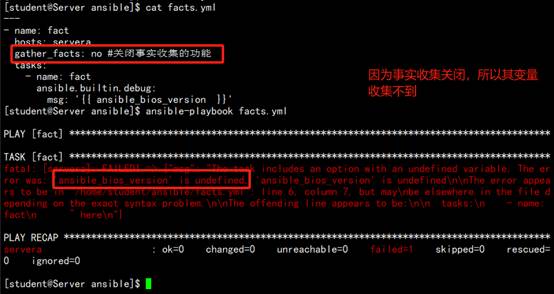 [student@Server ansible]$ cat facts.yml
---
- name: fact
  hosts: servera
  gather_facts: no #关闭事实收集的功能
  tasks:
    - name: fact
      ansible.builtin.debug:
        msg: '{{ ansible_bios_version }}'
因为事实收集关闭，所以其变量
收集不到
[student@Server ansible]$ ansible-playbook facts.yml
PLAY [fact] ****
TASK [fact] ****
fatal: [servera]: FAILED! => {"msg": "The task includes an option with an undefined variable. The er
ror was: 'ansible_bios_version' is undefined. 'ansible_bios_version' is undefined\n\nThe error appea
rs to be in '/home/student/ansible/facts.yml': line 6, column 7, but may\nbe elsewhere in the file d
epending on the exact syntax problem.\n\nThe offending line appears to be:\n\n  tasks:\n    - name:
fact\n      ^ here\n"}
PLAY RECAP ****
servera : ok=0 changed=0 unreachable=0 failed=1 skipped=0 rescued=
0 ignored=0
[student@Server ansible]$